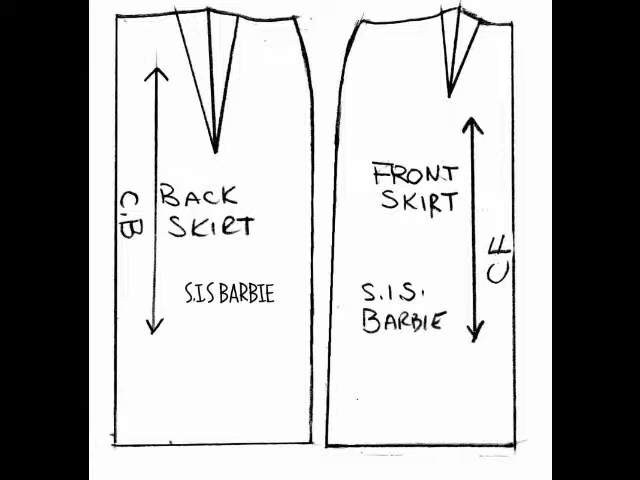 C.B
BACK
SKIRT
S.I.S BARBIE
FRONT
SKIRT
S.I.S.
BARBIE
CF